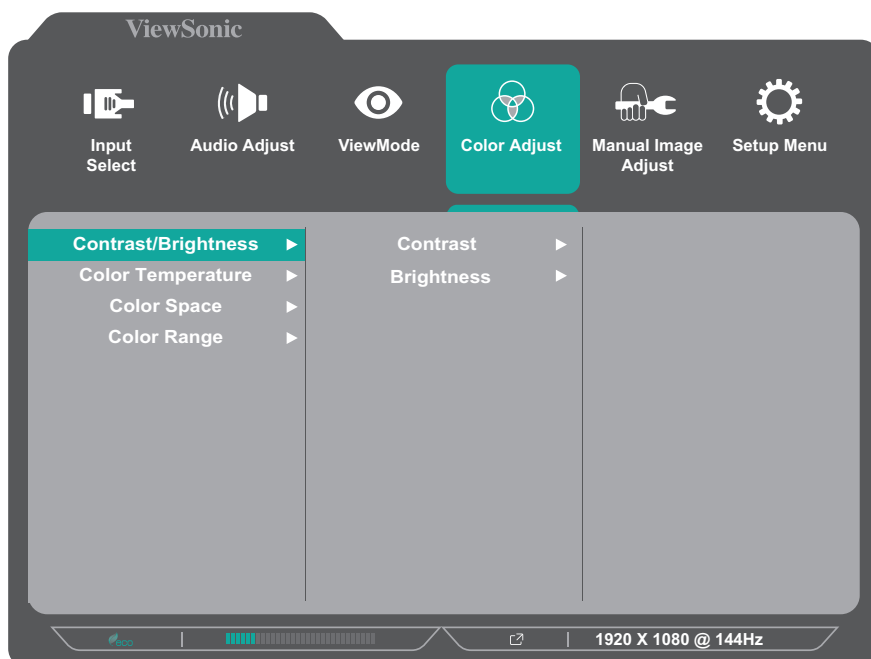 ViewSonic
Input
Select
Audio Adjust
ViewMode
Color Adjust
Manual Image
Adjust
Setup Menu
Contrast/Brightness
Color Temperature
Color Space
Color Range
Contrast
Brightness
eco
1920 X 1080 @ 144Hz